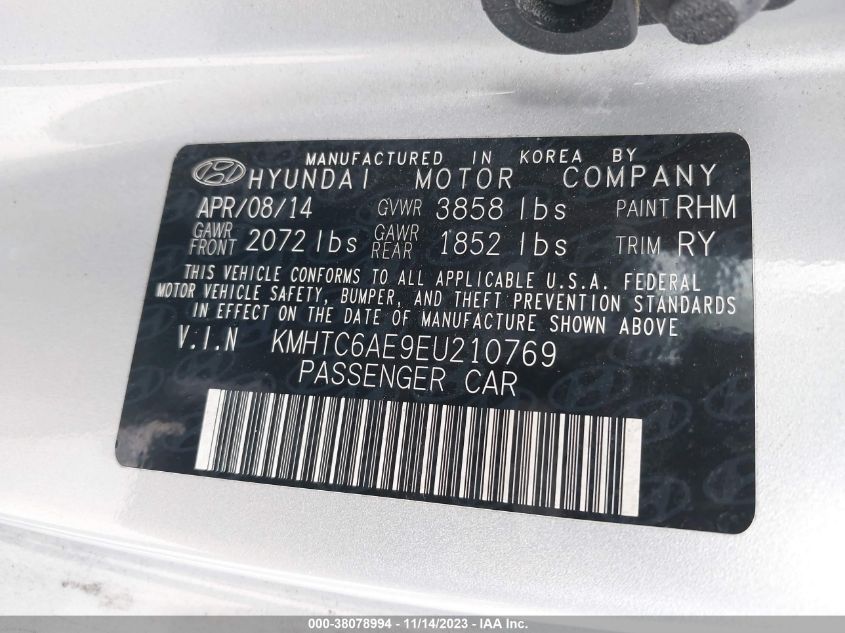 MANUFACTURED IN KOREA BY
HYUNDAI MOTOR COMPANY
APR/08/14 GVWR 3858 lbs PAINT RHM
GAWR FRONT 2072 lbs GAWR REAR 1852 lbs TRIM RY
THIS VEHICLE CONFORMS TO ALL APPLICABLE U.S.A. FEDERAL
MOTOR VEHICLE SAFETY, BUMPER, AND THEFT PREVENTION STANDARDS
IN EFFECT ON THE DATE OF MANUFACTURE SHOWN ABOVE
V.I.N KMHTC6AE9EU210769
PASSENGER CAR
000-38078994 - 11/14/2023 - IAA Inc.